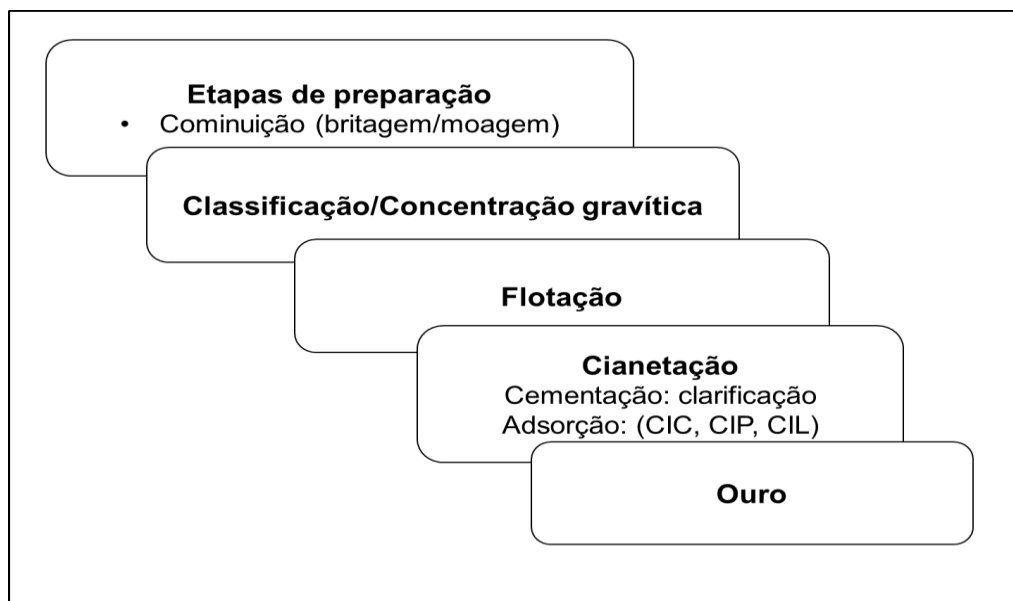 Etapas de preparação
• Cominuição (britagem/moagem)
Classificação/Concentração gravítica
Flotação
Cianetação
Cementação: clarificação
Adsorção: (CIC, CIP, CIL)
Ouro